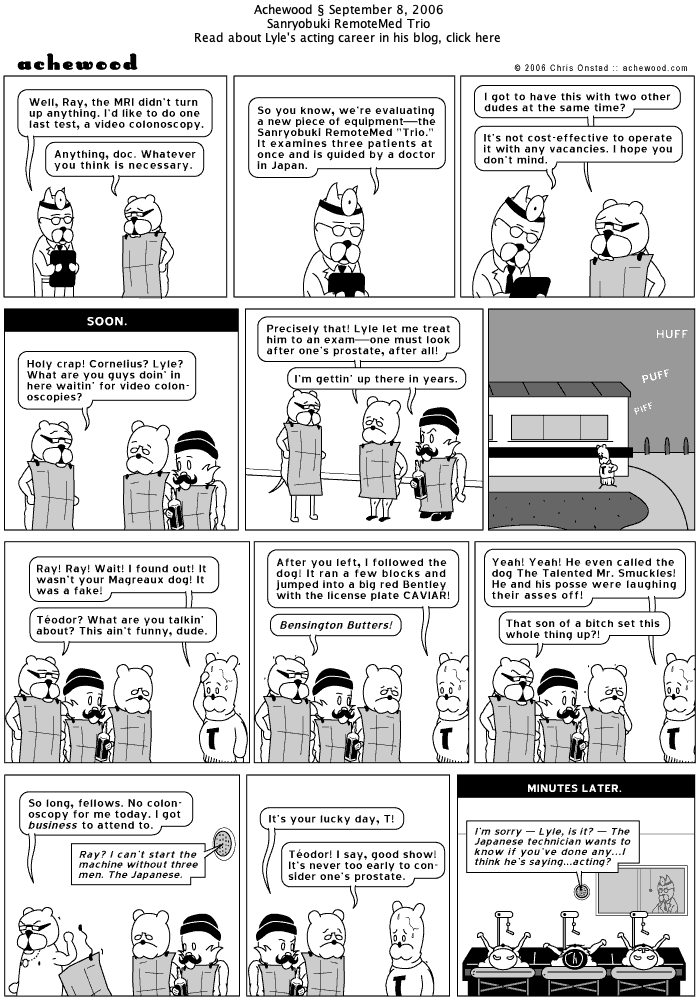 Achewood § September 8, 2006
Sanryobuki RemoteMed Trio
Read about Lyle's acting career in his blog, click here
achewood
© 2006 Chris Onstad :: achewood.com
Well, Ray, the MRI didn't turn
up anything. I'd like to do one
last test, a video colonoscopy.
Anything, doc. Whatever
you think is necessary.
So you know, we're evaluating
a new piece of equipment—the
Sanryobuki RemoteMed "Trio."
It examines three patients at
once and is guided by a doctor
in Japan.
I got to have this with two other
dudes at the same time?
It's not cost-effective to operate
it with any vacancies. I hope you
don't mind.
SOON.
Holy crap! Cornelius? Lyle?
What are you guys doin' in
here waitin' for video colon-
oscopies?
Precisely that! Lyle let me treat
him to an exam—one must look
after one's prostate, after all!
I'm gettin' up there in years.
HUFF
PUFF
PIFF
T
Ray! Ray! Wait! I found out! It
wasn't your Magreaux dog! It
was a fake!
Téodor? What are you talkin'
about? This ain't funny, dude.
T
After you left, I followed the
dog! It ran a few blocks and
jumped into a big red Bentley
with the license plate CAVIAR!
Bensington Butters!
T
Yeah! Yeah! He even called the
dog The Talented Mr. Smuckles!
He and his posse were laughing
their asses off!
That son of a bitch set this
whole thing up?!
T
So long, fellows. No colon-
oscopy for me today. I got
business to attend to.
Ray? I can't start the
machine without three
men. The Japanese.
It's your lucky day, T!
Téodor! I say, good show!
It's never too early to con-
sider one's prostate.
T
MINUTES LATER.
I'm sorry — Lyle, is it? — The
Japanese technician wants to
know if you've done any...I
think he's saying...acting?